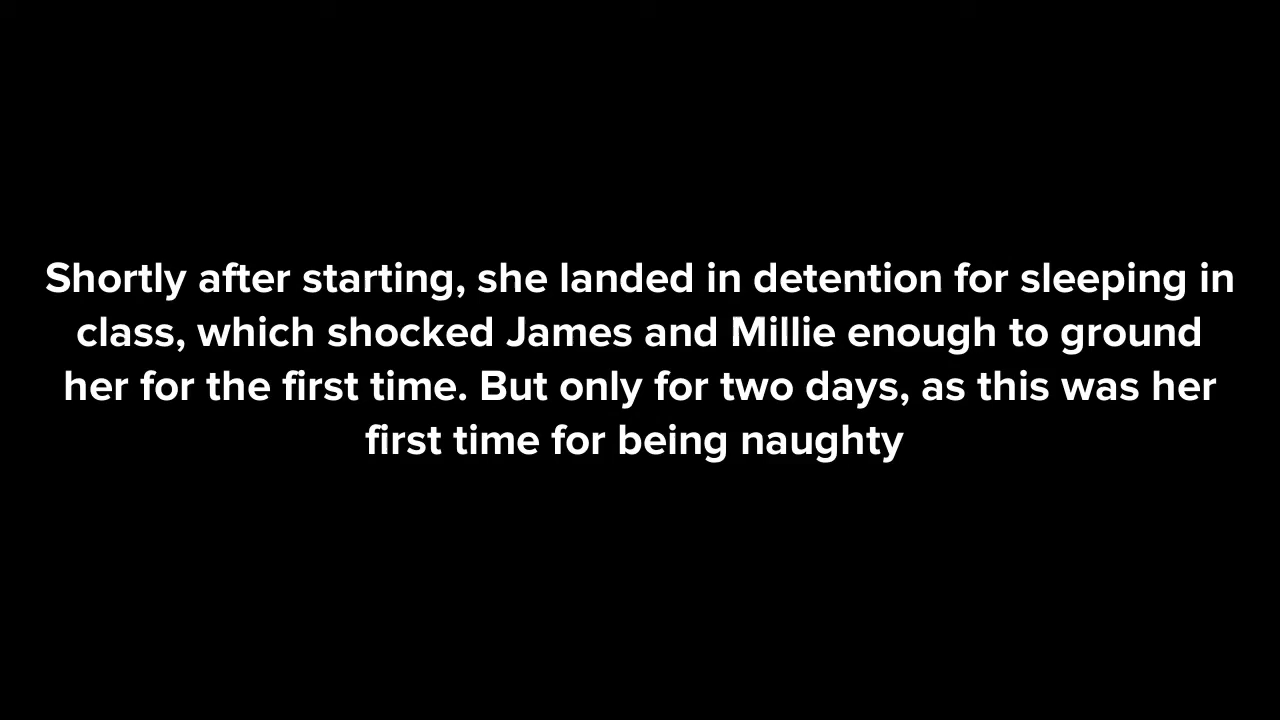 Shortly after starting, she landed in detention for sleeping in
class, which shocked James and Millie enough to ground
her for the first time. But only for two days, as this was her
first time for being naughty